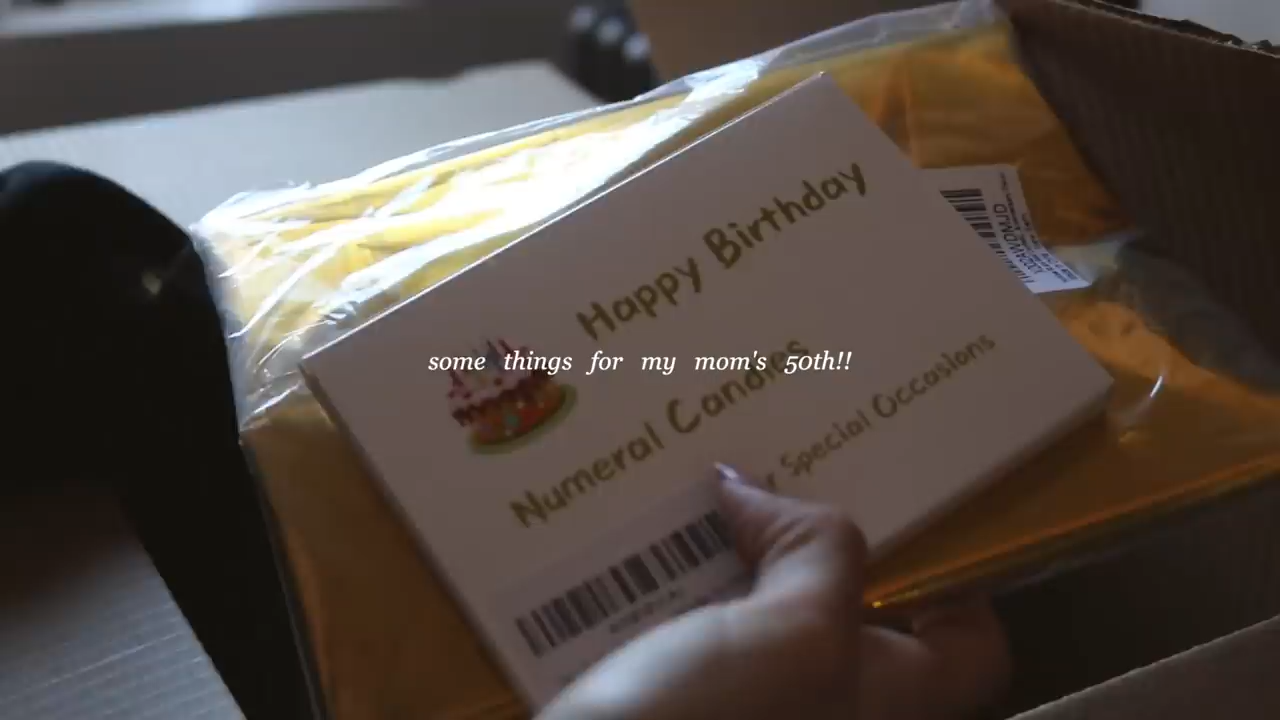 Happy Birthday
some things for my mom's 50th!!
Numeral Candles
Special Occasions